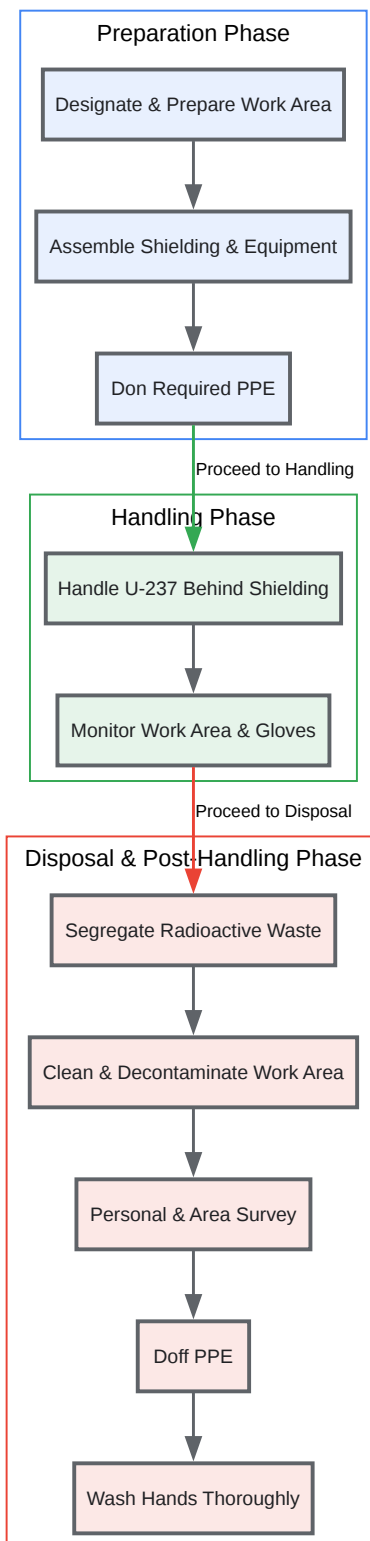 Preparation Phase
Designate & Prepare Work Area
Assemble Shielding & Equipment
Don Required PPE
Proceed to Handling
Handling Phase
Handle U-237 Behind Shielding
Monitor Work Area & Gloves
Proceed to Disposal
Disposal & Post-Handling Phase
Segregate Radioactive Waste
Clean & Decontaminate Work Area
Personal & Area Survey
Doff PPE
Wash Hands Thoroughly